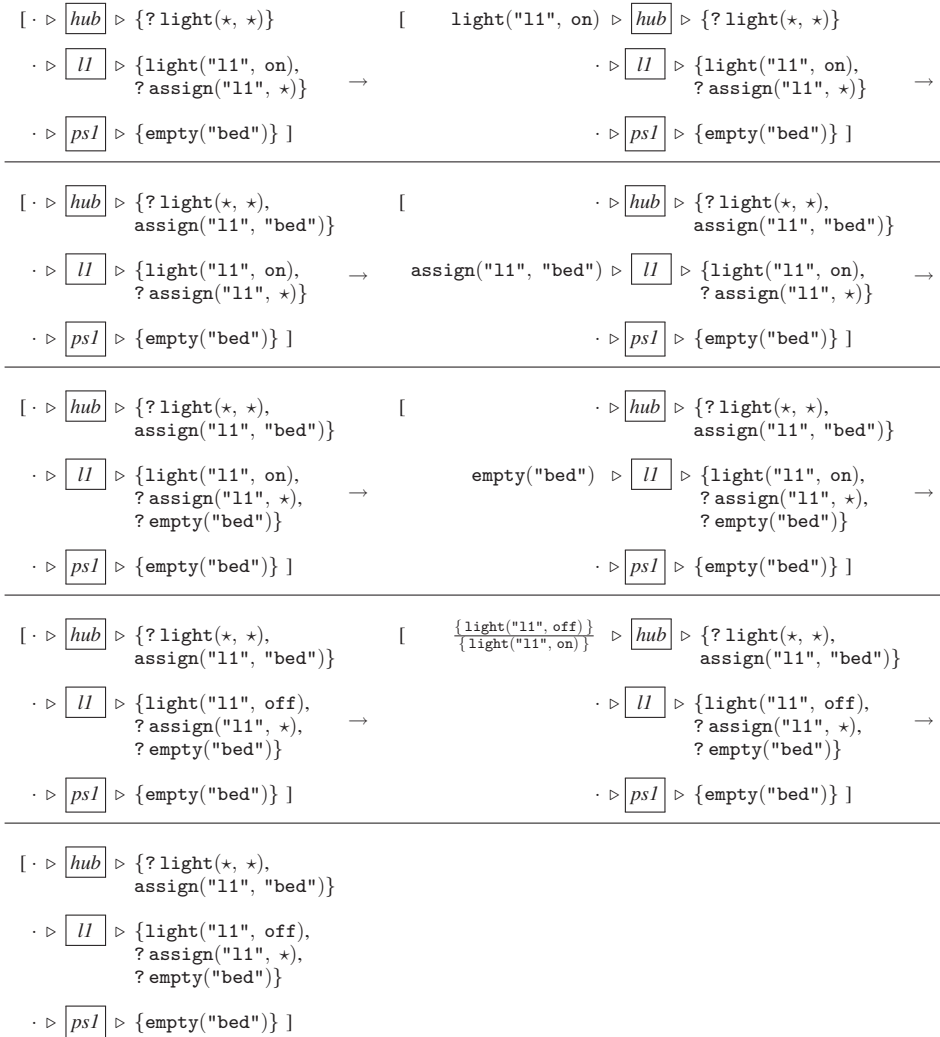 [ · ▷ hub ▷ {? light(⋆, ⋆)} [ light("l1", on) ▷ hub ▷ {? light(⋆, ⋆)}
· ▷ l1 ▷ {light("l1", on), · ▷ l1 ▷ {light("l1", on),
? assign("l1", ⋆)} → ? assign("l1", ⋆)} →
· ▷ ps1 ▷ {empty("bed")} ] · ▷ ps1 ▷ {empty("bed")} ]
[ · ▷ hub ▷ {? light(⋆, ⋆), [ · ▷ hub ▷ {? light(⋆, ⋆),
assign("l1", "bed")} assign("l1", "bed")}
· ▷ l1 ▷ {light("l1", on), → assign("l1", "bed") ▷ l1 ▷ {light("l1", on), →
? assign("l1", ⋆)} ? assign("l1", ⋆)}
· ▷ ps1 ▷ {empty("bed")} ] · ▷ ps1 ▷ {empty("bed")} ]
[ · ▷ hub ▷ {? light(⋆, ⋆), [ · ▷ hub ▷ {? light(⋆, ⋆),
assign("l1", "bed")} assign("l1", "bed")}
· ▷ l1 ▷ {light("l1", on), empty("bed") ▷ l1 ▷ {light("l1", on),
? assign("l1", ⋆), → ? assign("l1", ⋆), →
? empty("bed")} ? empty("bed")}
· ▷ ps1 ▷ {empty("bed")} ] · ▷ ps1 ▷ {empty("bed")} ]
[ · ▷ hub ▷ {? light(⋆, ⋆), [ { light("l1", off) } / { light("l1", on) } ▷ hub ▷ {? light(⋆, ⋆),
assign("l1", "bed")} assign("l1", "bed")}
· ▷ l1 ▷ {light("l1", off), · ▷ l1 ▷ {light("l1", off),
? assign("l1", ⋆), → ? assign("l1", ⋆), →
? empty("bed")} ? empty("bed")}
· ▷ ps1 ▷ {empty("bed")} ] · ▷ ps1 ▷ {empty("bed")} ]
[ · ▷ hub ▷ {? light(⋆, ⋆),
assign("l1", "bed")}
· ▷ l1 ▷ {light("l1", off),
? assign("l1", ⋆),
? empty("bed")}
· ▷ ps1 ▷ {empty("bed")} ]